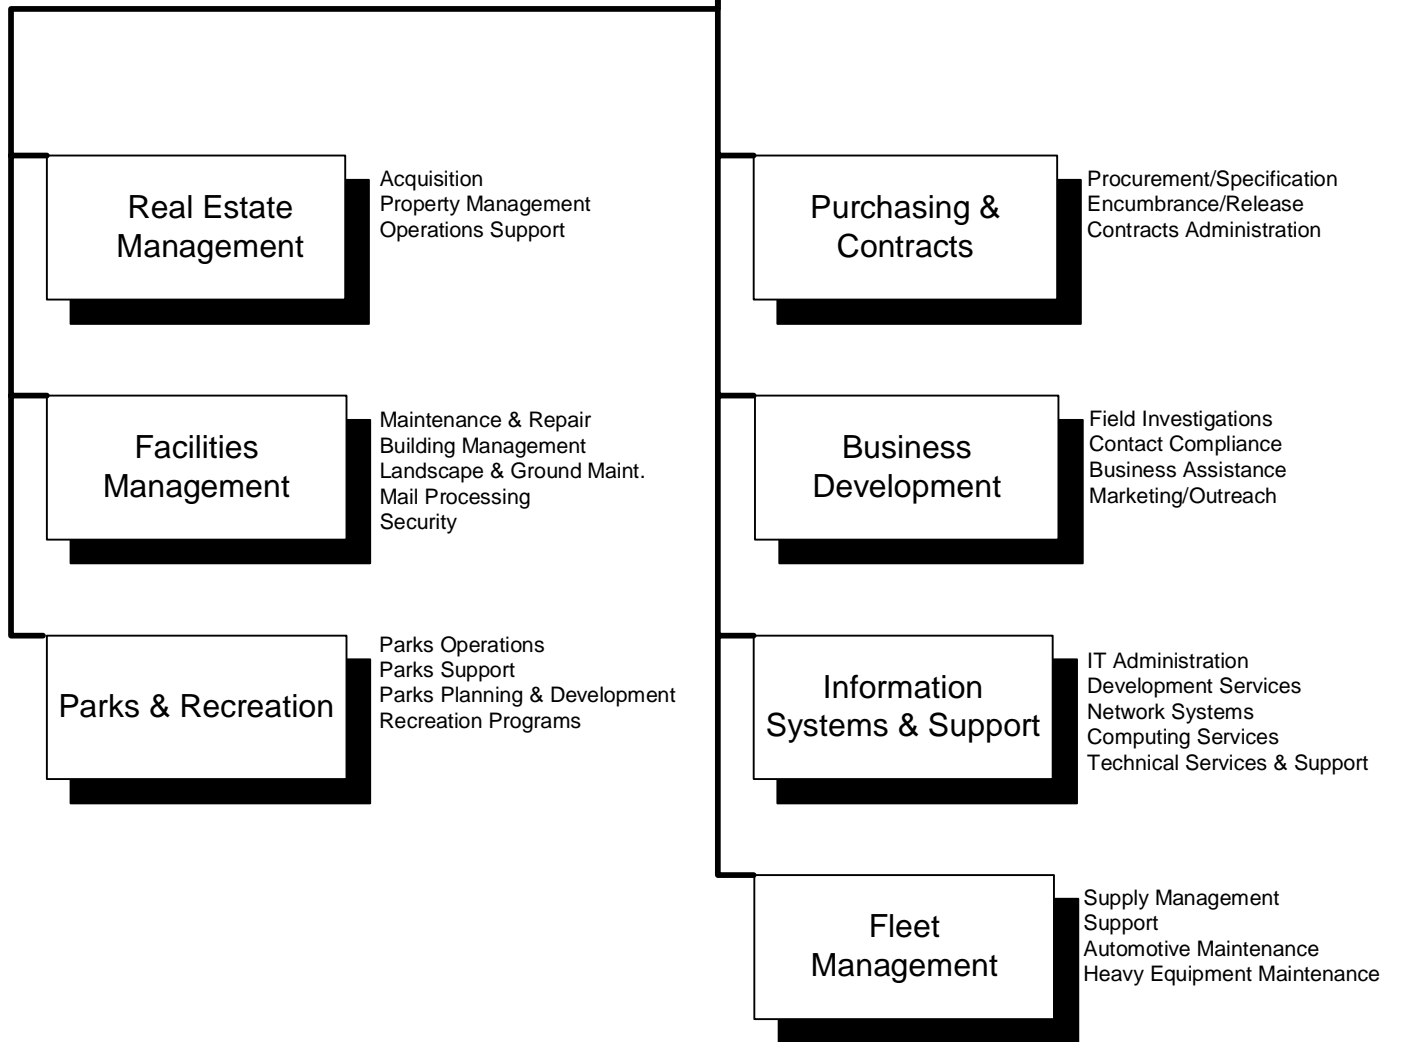 Real Estate
Management
Acquisition
Property Management
Operations Support
Facilities
Management
Maintenance & Repair
Building Management
Landscape & Ground Maint.
Mail Processing
Security
Parks & Recreation
Parks Operations
Parks Support
Parks Planning & Development
Recreation Programs
Purchasing &
Contracts
Procurement/Specification
Encumbrance/Release
Contracts Administration
Business
Development
Field Investigations
Contact Compliance
Business Assistance
Marketing/Outreach
Information
Systems & Support
IT Administration
Development Services
Network Systems
Computing Services
Technical Services & Support
Fleet
Management
Supply Management
Support
Automotive Maintenance
Heavy Equipment Maintenance